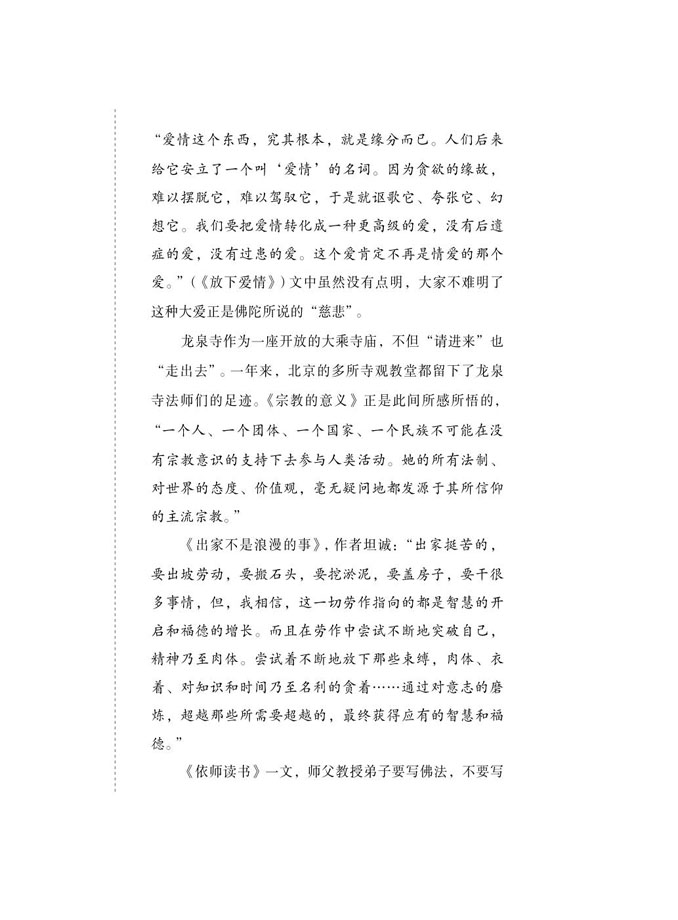 “爱情这个东西，究其根本，就是缘分而已。人们后来
给它安立了一个叫‘爱情’的名词。因为贪欲的缘故，
难以摆脱它，难以驾驭它，于是就讴歌它、夸张它、幻
想它。我们要把爱情转化成一种更高级的爱，没有后遗
症的爱，没有过患的爱。这个爱肯定不再是情爱的那个
爱。”(《放下爱情》)文中虽然没有点明，大家不难明了
这种大爱正是佛陀所说的“慈悲”。
龙泉寺作为一座开放的大乘寺庙，不但“请进来”也
“走出去”。一年来，北京的多所寺观教堂都留下了龙泉
寺法师们的足迹。《宗教的意义》正是此间所感所悟的，
“一个人、一个团体、一个国家、一个民族不可能在没
有宗教意识的支持下去参与人类活动。她的所有法制、
对世界的态度、价值观，毫无疑问地都发源于其所信仰
的主流宗教。”
《出家不是浪漫的事》，作者坦诚：“出家挺苦的，
要出坡劳动，要搬石头，要挖淤泥，要盖房子，要干很
多事情，但，我相信，这一切劳作指向的都是智慧的开
启和福德的增长。而且在劳作中尝试不断地突破自己，
精神乃至肉体。尝试着不断地放下那些束缚，肉体、衣
着、对知识和时间乃至名利的贪着……通过对意志的磨
炼，超越那些所需要超越的，最终获得应有的智慧和福
德。”
《依师读书》一文，师父教授弟子要写佛法，不要写